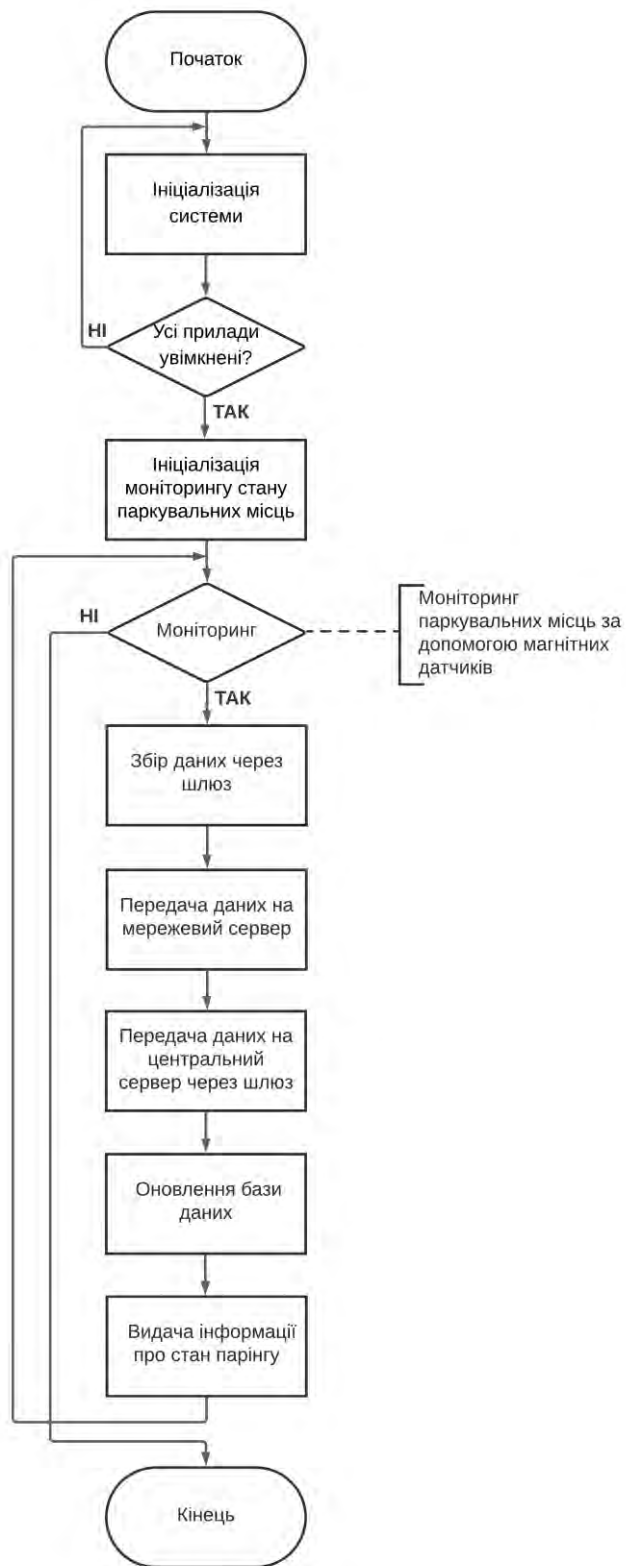 Початок
Ініціалізація
системи
НІ
Усі прилади
увімкнені?
ТАК
Ініціалізація
моніторингу стану
паркувальних місць
НІ
Моніторинг
Моніторинг
паркувальних місць за
допомогою магнітних
датчиків
ТАК
Збір даних через
шлюз
Передача даних на
мережевий сервер
Передача даних на
центральний
сервер через шлюз
Оновлення бази
даних
Видача інформації
про стан парінгу
Кінець